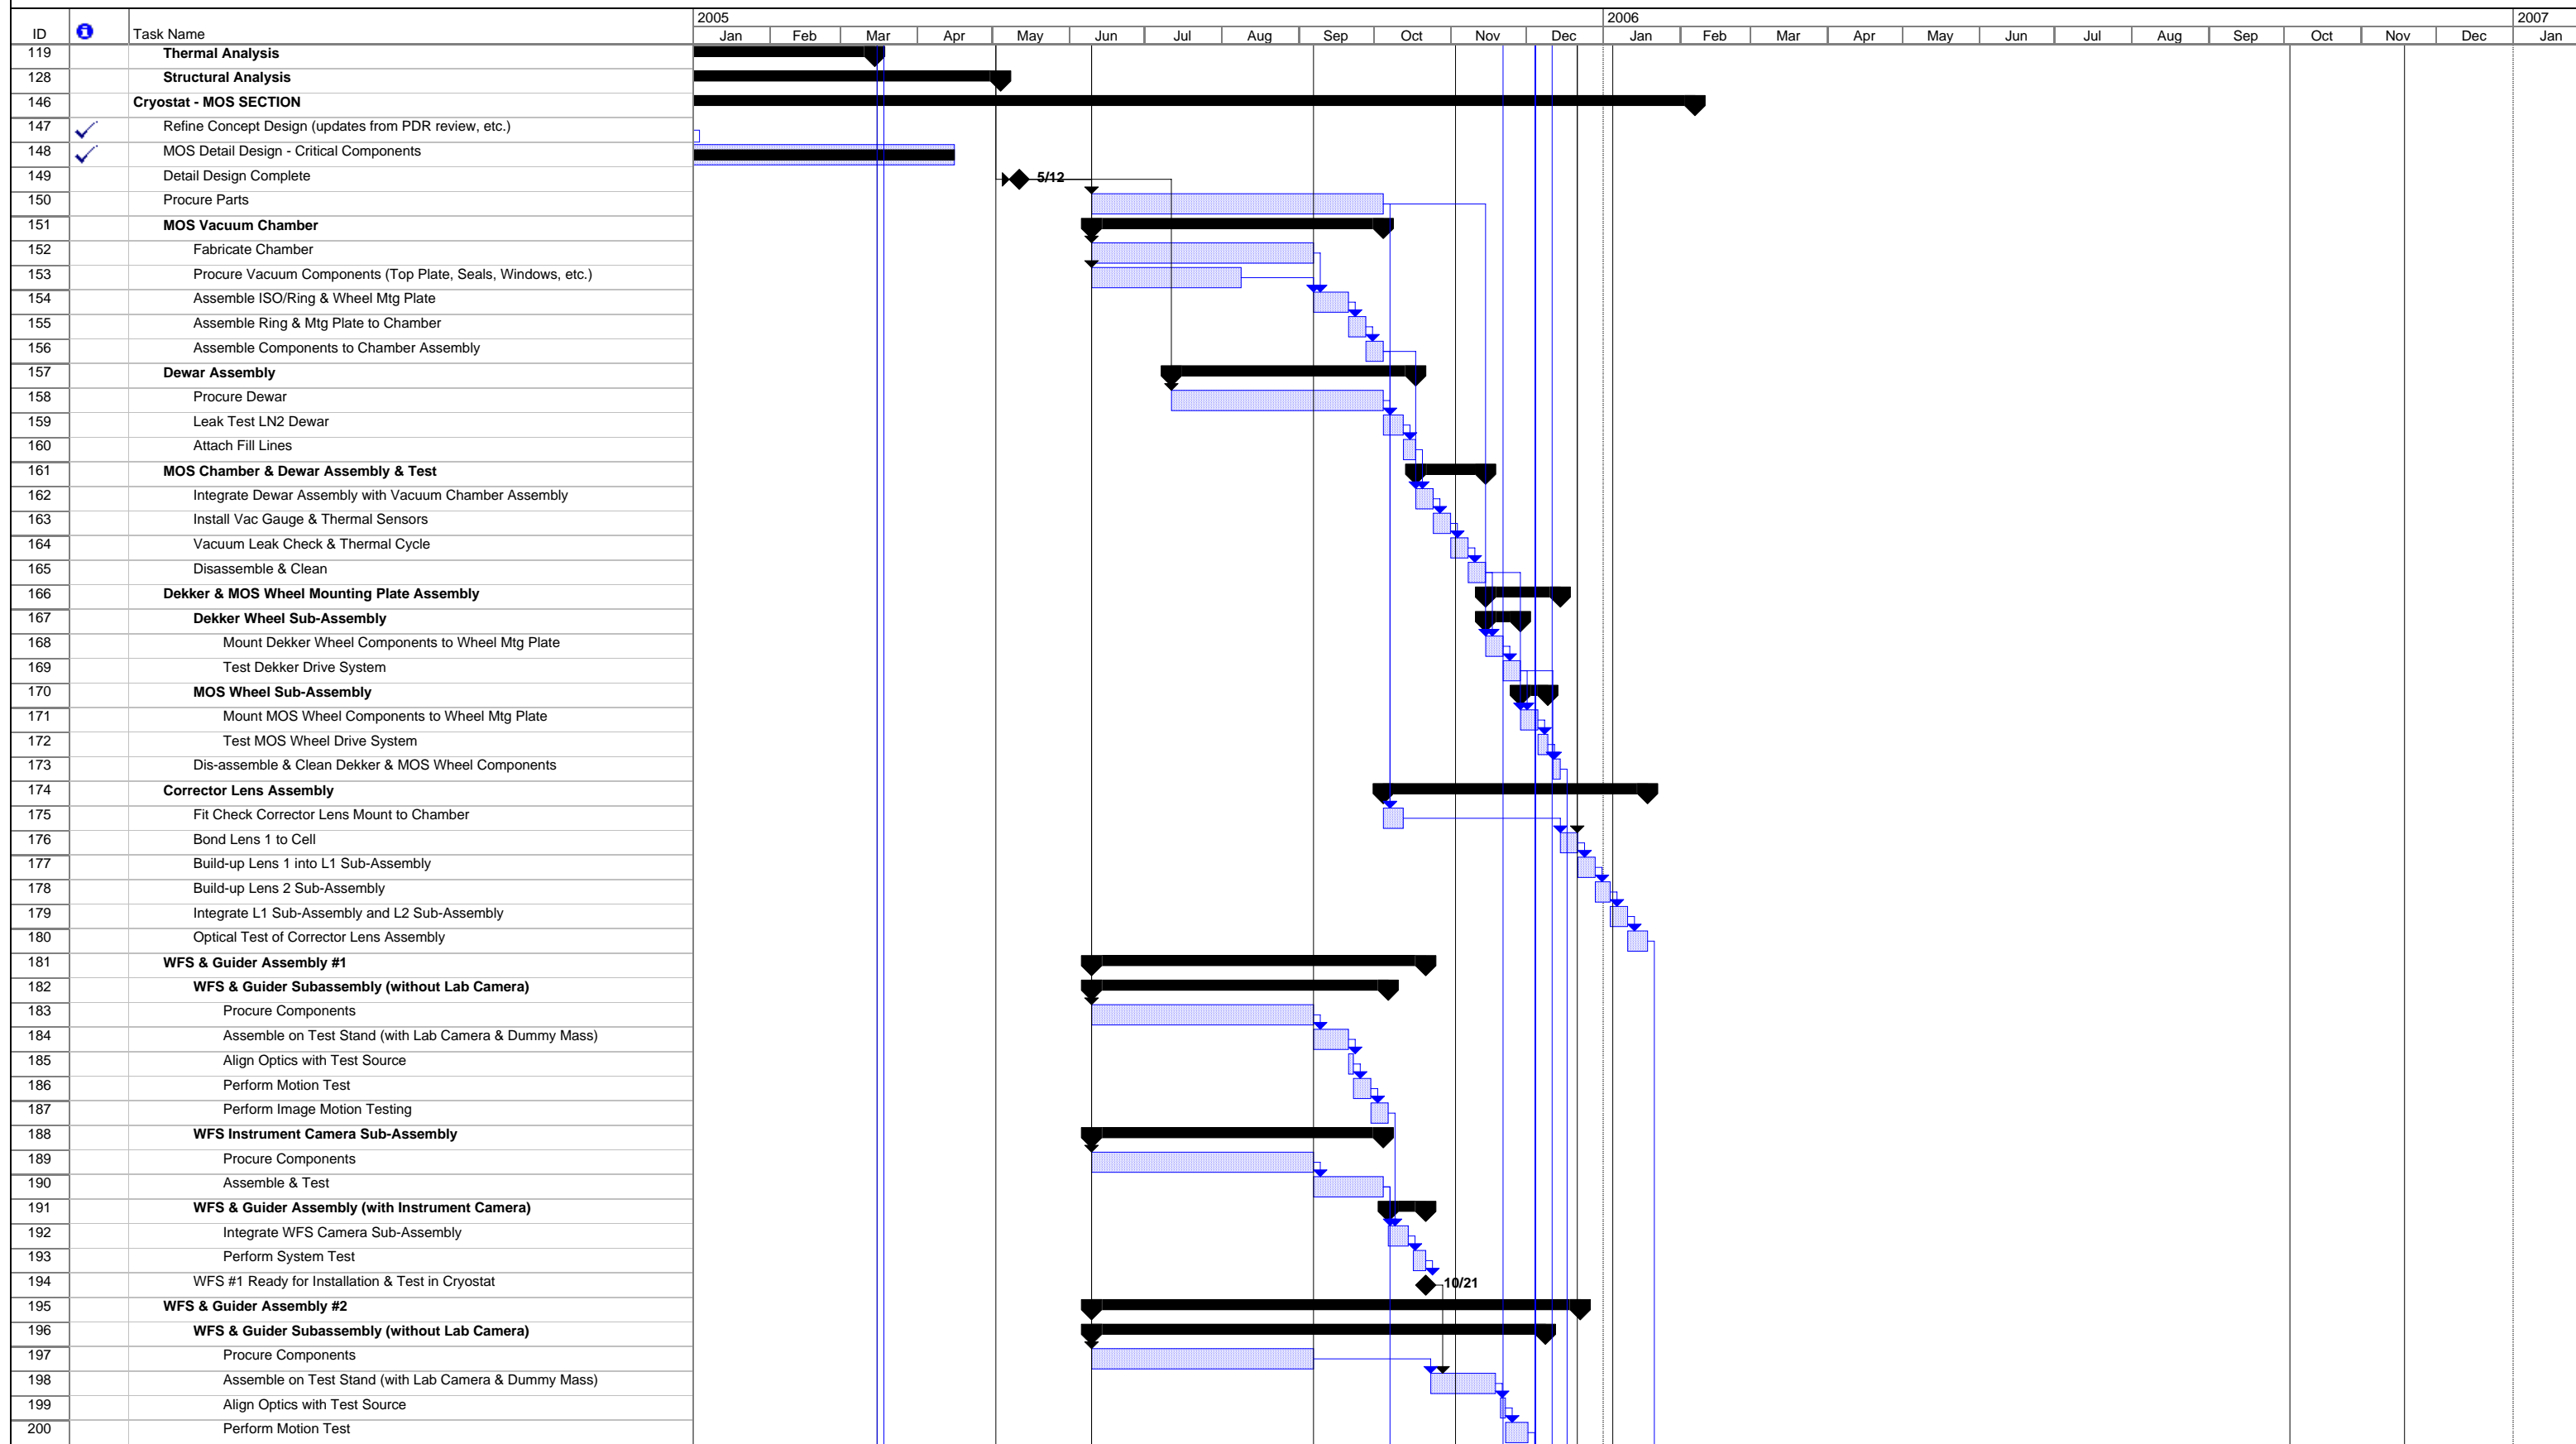 2005 2006 2007
ID Task Name Jan Feb Mar Apr May Jun Jul Aug Sep Oct Nov Dec Jan Feb Mar Apr May Jun Jul Aug Sep Oct Nov Dec Jan
119 Thermal Analysis
128 Structural Analysis
146 Cryostat - MOS SECTION
147 Refine Concept Design (updates from PDR review, etc.)
148 MOS Detail Design - Critical Components
149 Detail Design Complete 5/12
150 Procure Parts
151 MOS Vacuum Chamber
152 Fabricate Chamber
153 Procure Vacuum Components (Top Plate, Seals, Windows, etc.)
154 Assemble ISO/Ring & Wheel Mtg Plate
155 Assemble Ring & Mtg Plate to Chamber
156 Assemble Components to Chamber Assembly
157 Dewar Assembly
158 Procure Dewar
159 Leak Test LN2 Dewar
160 Attach Fill Lines
161 MOS Chamber & Dewar Assembly & Test
162 Integrate Dewar Assembly with Vacuum Chamber Assembly
163 Install Vac Gauge & Thermal Sensors
164 Vacuum Leak Check & Thermal Cycle
165 Disassemble & Clean
166 Dekker & MOS Wheel Mounting Plate Assembly
167 Dekker Wheel Sub-Assembly
168 Mount Dekker Wheel Components to Wheel Mtg Plate
169 Test Dekker Drive System
170 MOS Wheel Sub-Assembly
171 Mount MOS Wheel Components to Wheel Mtg Plate
172 Test MOS Wheel Drive System
173 Dis-assemble & Clean Dekker & MOS Wheel Components
174 Corrector Lens Assembly
175 Fit Check Corrector Lens Mount to Chamber
176 Bond Lens 1 to Cell
177 Build-up Lens 1 into L1 Sub-Assembly
178 Build-up Lens 2 Sub-Assembly
179 Integrate L1 Sub-Assembly and L2 Sub-Assembly
180 Optical Test of Corrector Lens Assembly
181 WFS & Guider Assembly #1
182 WFS & Guider Subassembly (without Lab Camera)
183 Procure Components
184 Assemble on Test Stand (with Lab Camera & Dummy Mass)
185 Align Optics with Test Source
186 Perform Motion Test
187 Perform Image Motion Testing
188 WFS Instrument Camera Sub-Assembly
189 Procure Components
190 Assemble & Test
191 WFS & Guider Assembly (with Instrument Camera)
192 Integrate WFS Camera Sub-Assembly
193 Perform System Test
194 WFS #1 Ready for Installation & Test in Cryostat 10/21
195 WFS & Guider Assembly #2
196 WFS & Guider Subassembly (without Lab Camera)
197 Procure Components
198 Assemble on Test Stand (with Lab Camera & Dummy Mass)
199 Align Optics with Test Source
200 Perform Motion Test